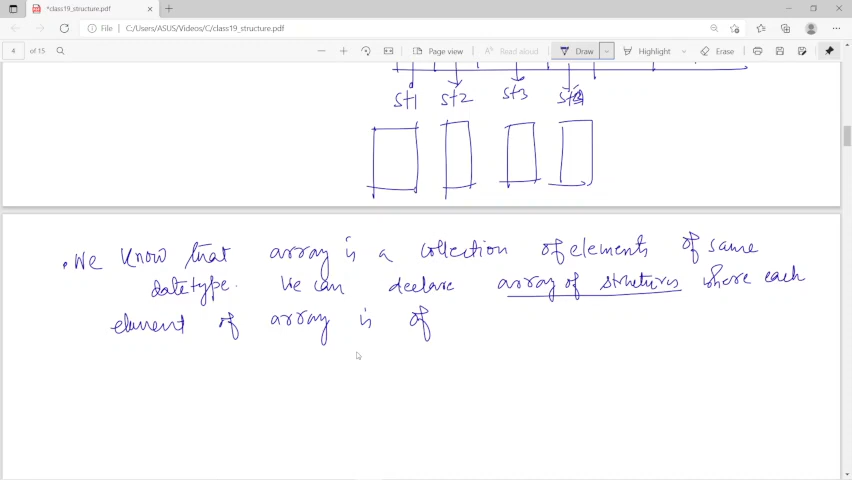 *class19_structure.pdf
File
C:/Users/ASUS/Videos/C/class19_structure.pdf
4 of 15
Page view
Read aloud
Draw
Highlight
Erase
st1 st2 st3
. We know that array is a collection of elements of same
datatype. We can declare array of structures where each
element of array is of